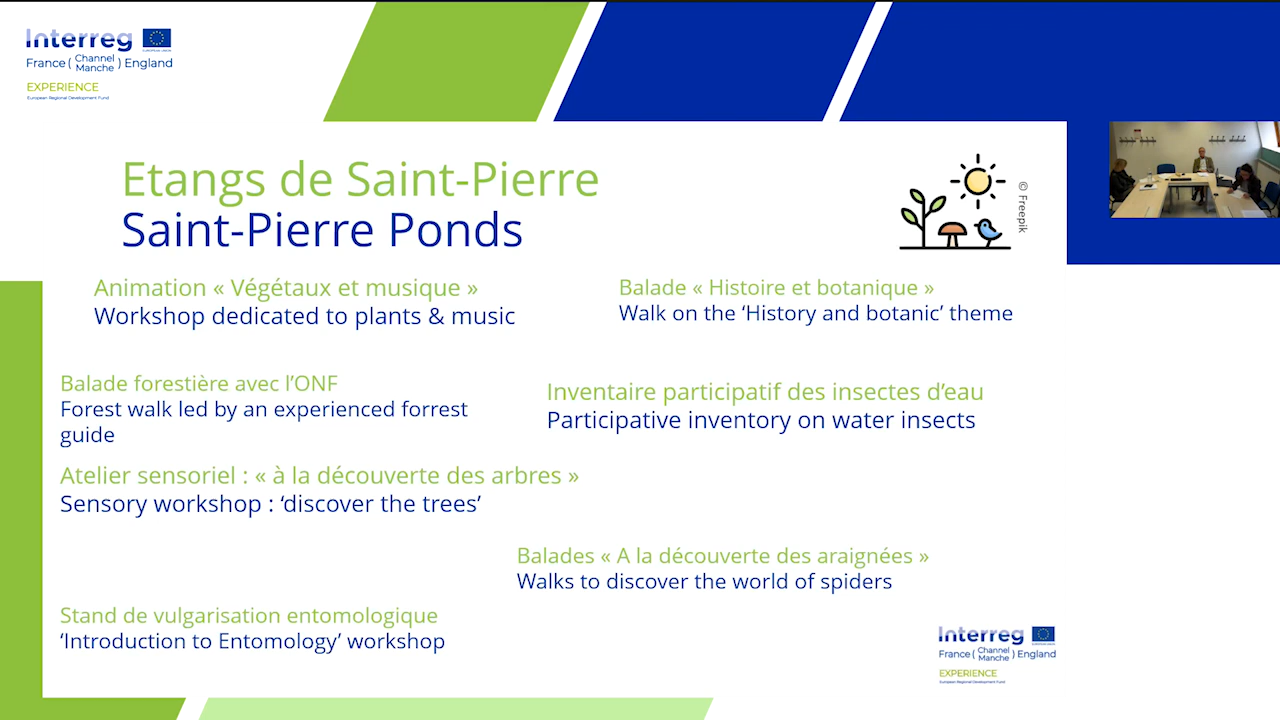 Interreg
EUROPEAN UNION
France ( Channel Manche ) England
EXPERIENCE
European Regional Development Fund
Etangs de Saint-Pierre
Saint-Pierre Ponds
© Freepik
Animation « Végétaux et musique »
Workshop dedicated to plants & music
Balade « Histoire et botanique »
Walk on the ‘History and botanic’ theme
Balade forestière avec l’ONF
Forest walk led by an experienced forrest
guide
Inventaire participatif des insectes d’eau
Participative inventory on water insects
Atelier sensoriel : « à la découverte des arbres »
Sensory workshop : ‘discover the trees’
Balades « A la découverte des araignées »
Walks to discover the world of spiders
Stand de vulgarisation entomologique
‘Introduction to Entomology’ workshop
Interreg
EUROPEAN UNION
France ( Channel Manche ) England
EXPERIENCE
European Regional Development Fund